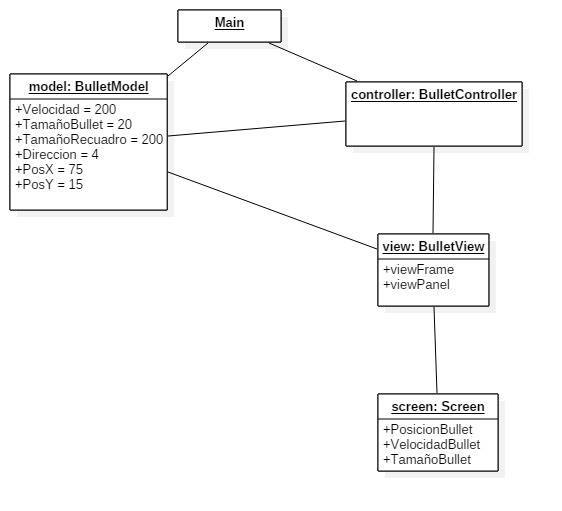 Main
model: BulletModel
+Velocidad = 200
+TamañoBullet = 20
+TamañoRecuadro = 200
+Direccion = 4
+PosX = 75
+PosY = 15
controller: BulletController
view: BulletView
+viewFrame
+viewPanel
screen: Screen
+PosicionBullet
+VelocidadBullet
+TamañoBullet